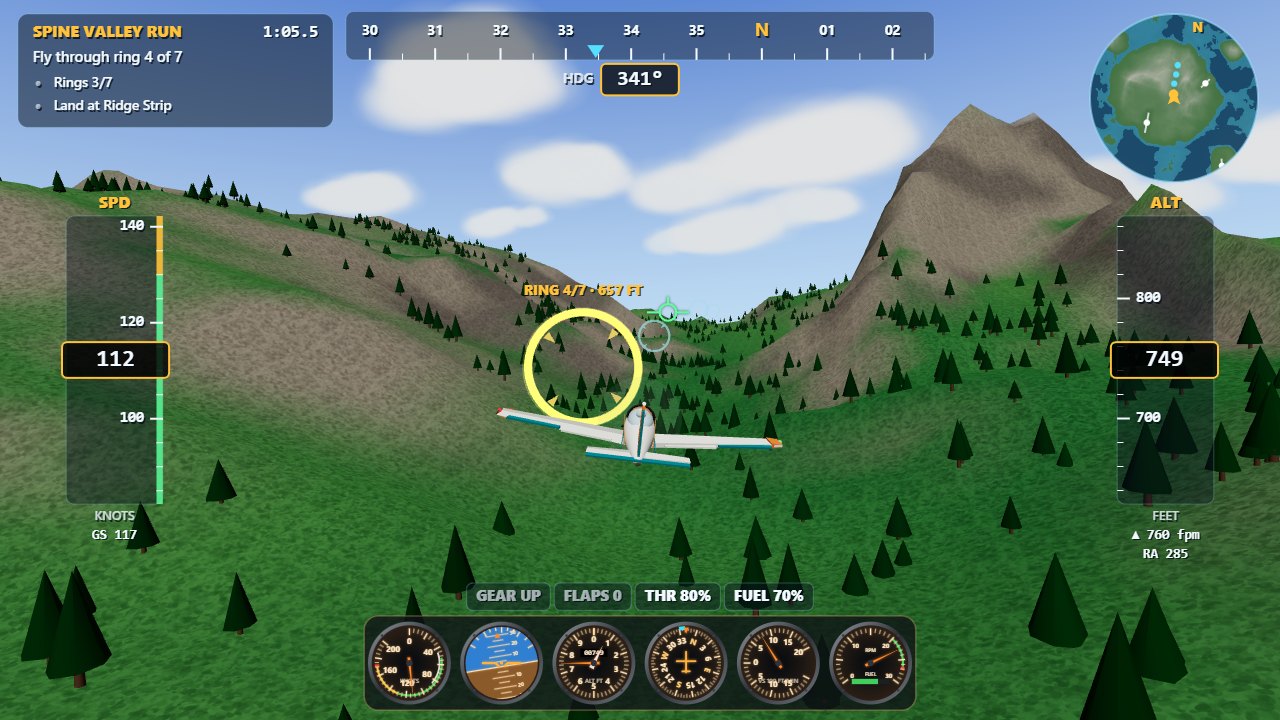 SPINE VALLEY RUN 1:05.5
Fly through ring 4 of 7
Rings 3/7
Land at Ridge Strip
30 31 32 33 34 35 N 01 02
HDG 341°
N
SPD
140
120
112
100
KNOTS
GS 117
RING 4/7 · 657 FT
ALT
800
749
700
FEET
▲ 760 fpm
RA 285
GEAR UP FLAPS 0 THR 80% FUEL 70%